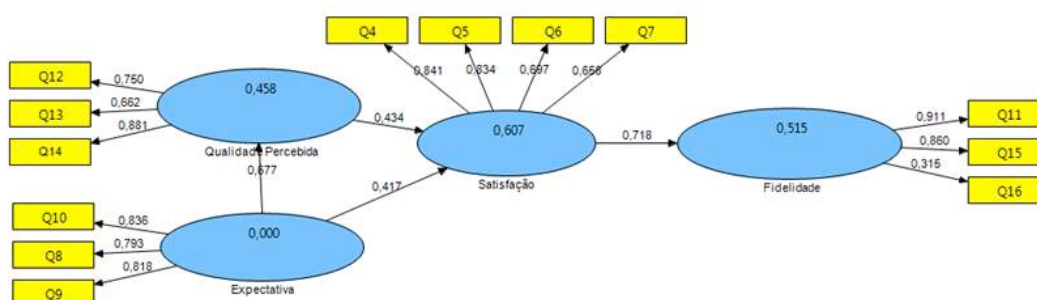 Q4
Q5
Q6
Q7
0,841
0,834
0,697
0,656
Q12
Q13
Q14
0,750
0,662
0,881
0,458
Qualidade Percebida
0,434
0,677
0,417
0,607
Satisfação
0,718
0,515
Fidelidade
0,911
0,860
0,315
Q11
Q15
Q16
Q10
Q8
Q9
0,836
0,793
0,818
0,000
Expectativa